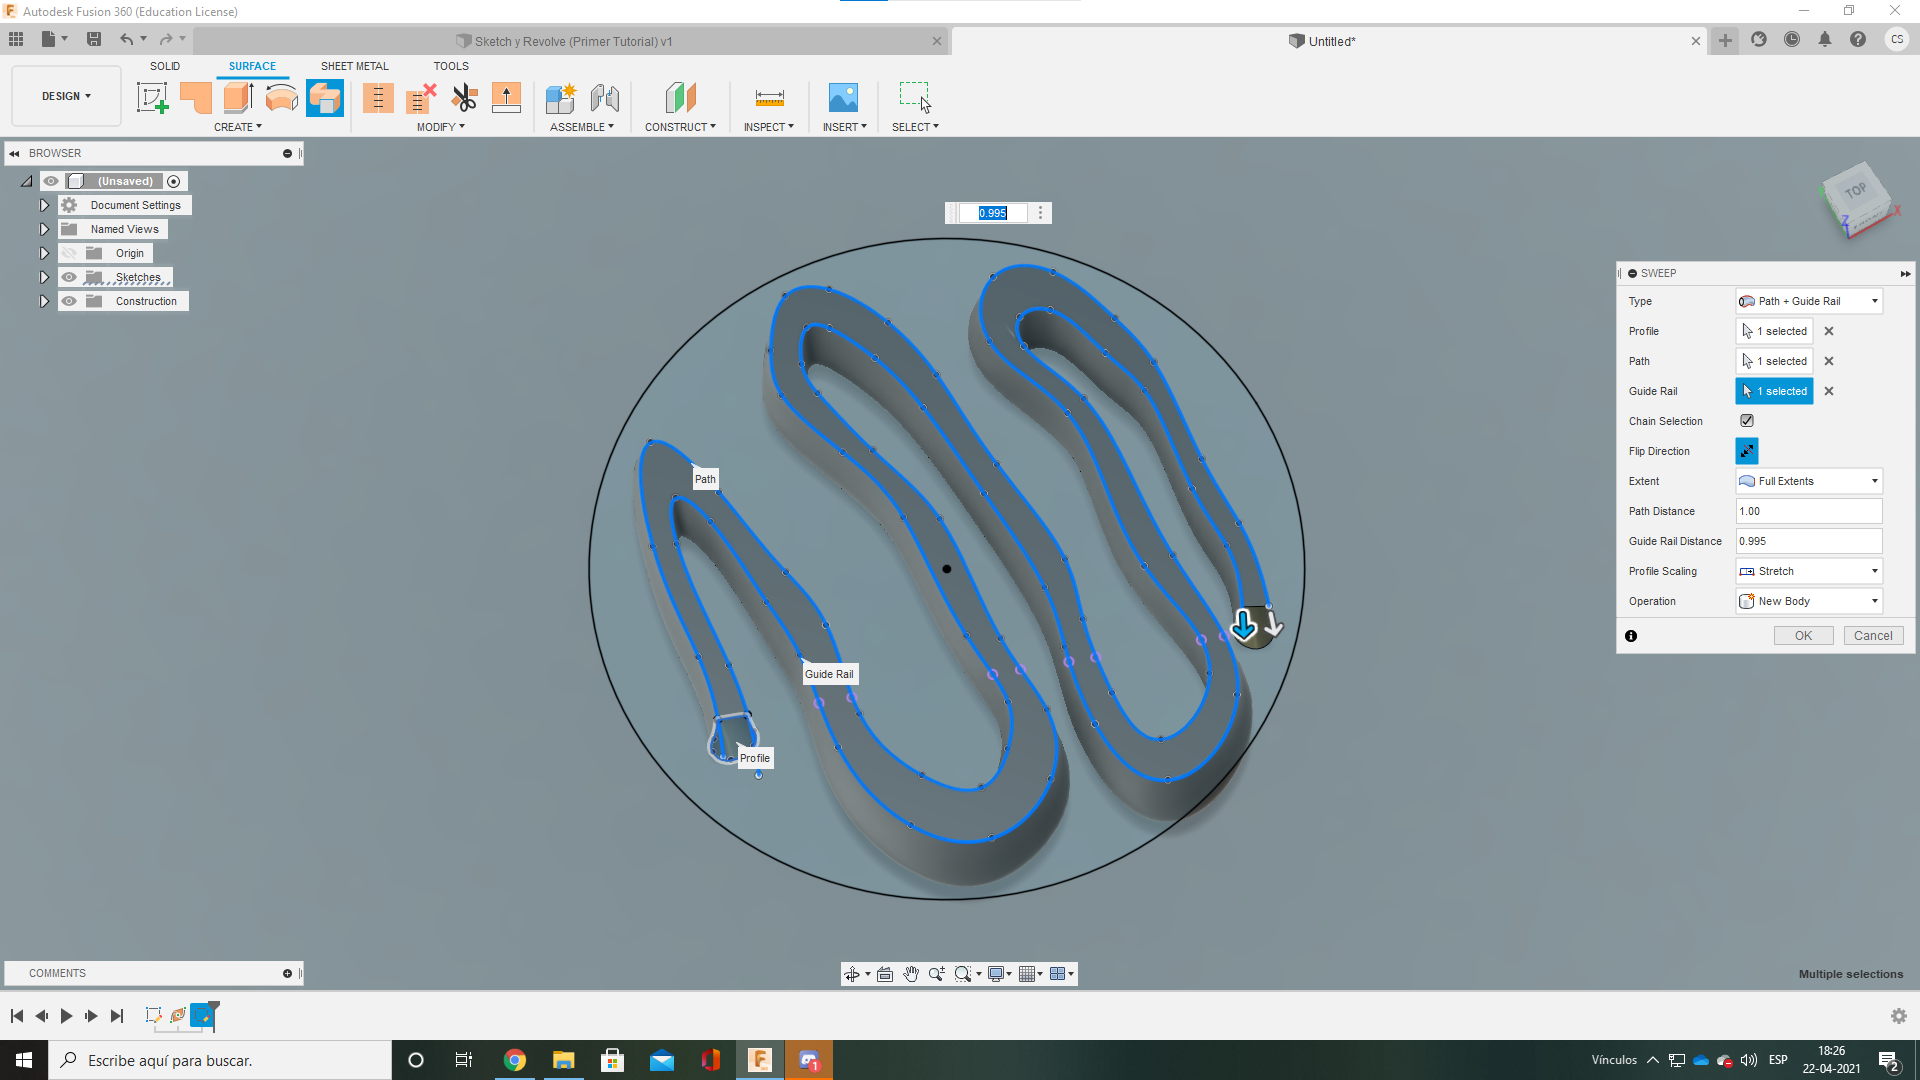 Autodesk Fusion 360 (Education License)
Sketch y Revolve (Primer Tutorial) v1
Untitled*
CS
DESIGN
SOLID
SURFACE
SHEET METAL
TOOLS
CREATE
MODIFY
ASSEMBLE
CONSTRUCT
INSPECT
INSERT
SELECT
BROWSER
(Unsaved)
Document Settings
Named Views
Origin
Sketches
Construction
0.995
TOP
X
Z
Path
Guide Rail
Profile
SWEEP
Type
Path + Guide Rail
Profile
1 selected
Path
1 selected
Guide Rail
1 selected
Chain Selection
Flip Direction
Extent
Full Extents
Path Distance
1.00
Guide Rail Distance
0.995
Profile Scaling
Stretch
Operation
New Body
OK
Cancel
COMMENTS
Multiple selections
Escribe aquí para buscar.
F
1
Vínculos
ESP
18:26
22-04-2021
2